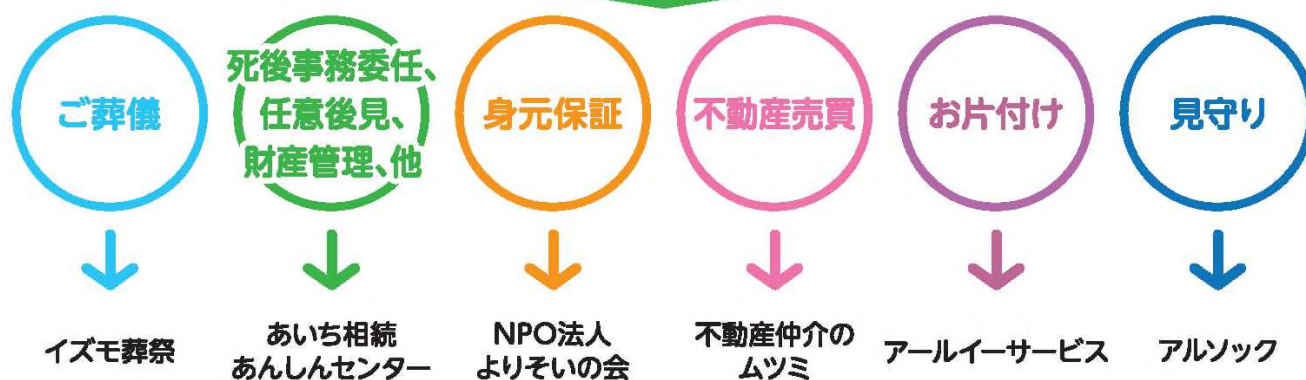 ご葬儀
死後事務委任、
任意後見、
財産管理、他
身元保証
不動産売買
お片付け
見守り
イズモ葬祭
あいち相続
あんしんセンター
NPO法人
よりそいの会
不動産仲介の
ムツミ
アールイーサービス
アルソック